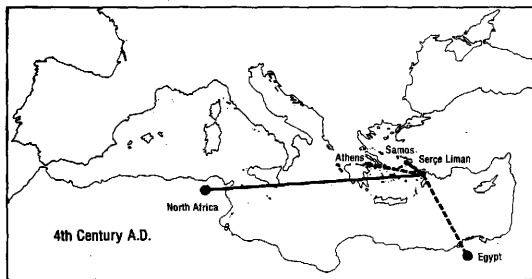 Samos
Athens
Serçe Liman
North Africa
4th Century A.D.
Egypt